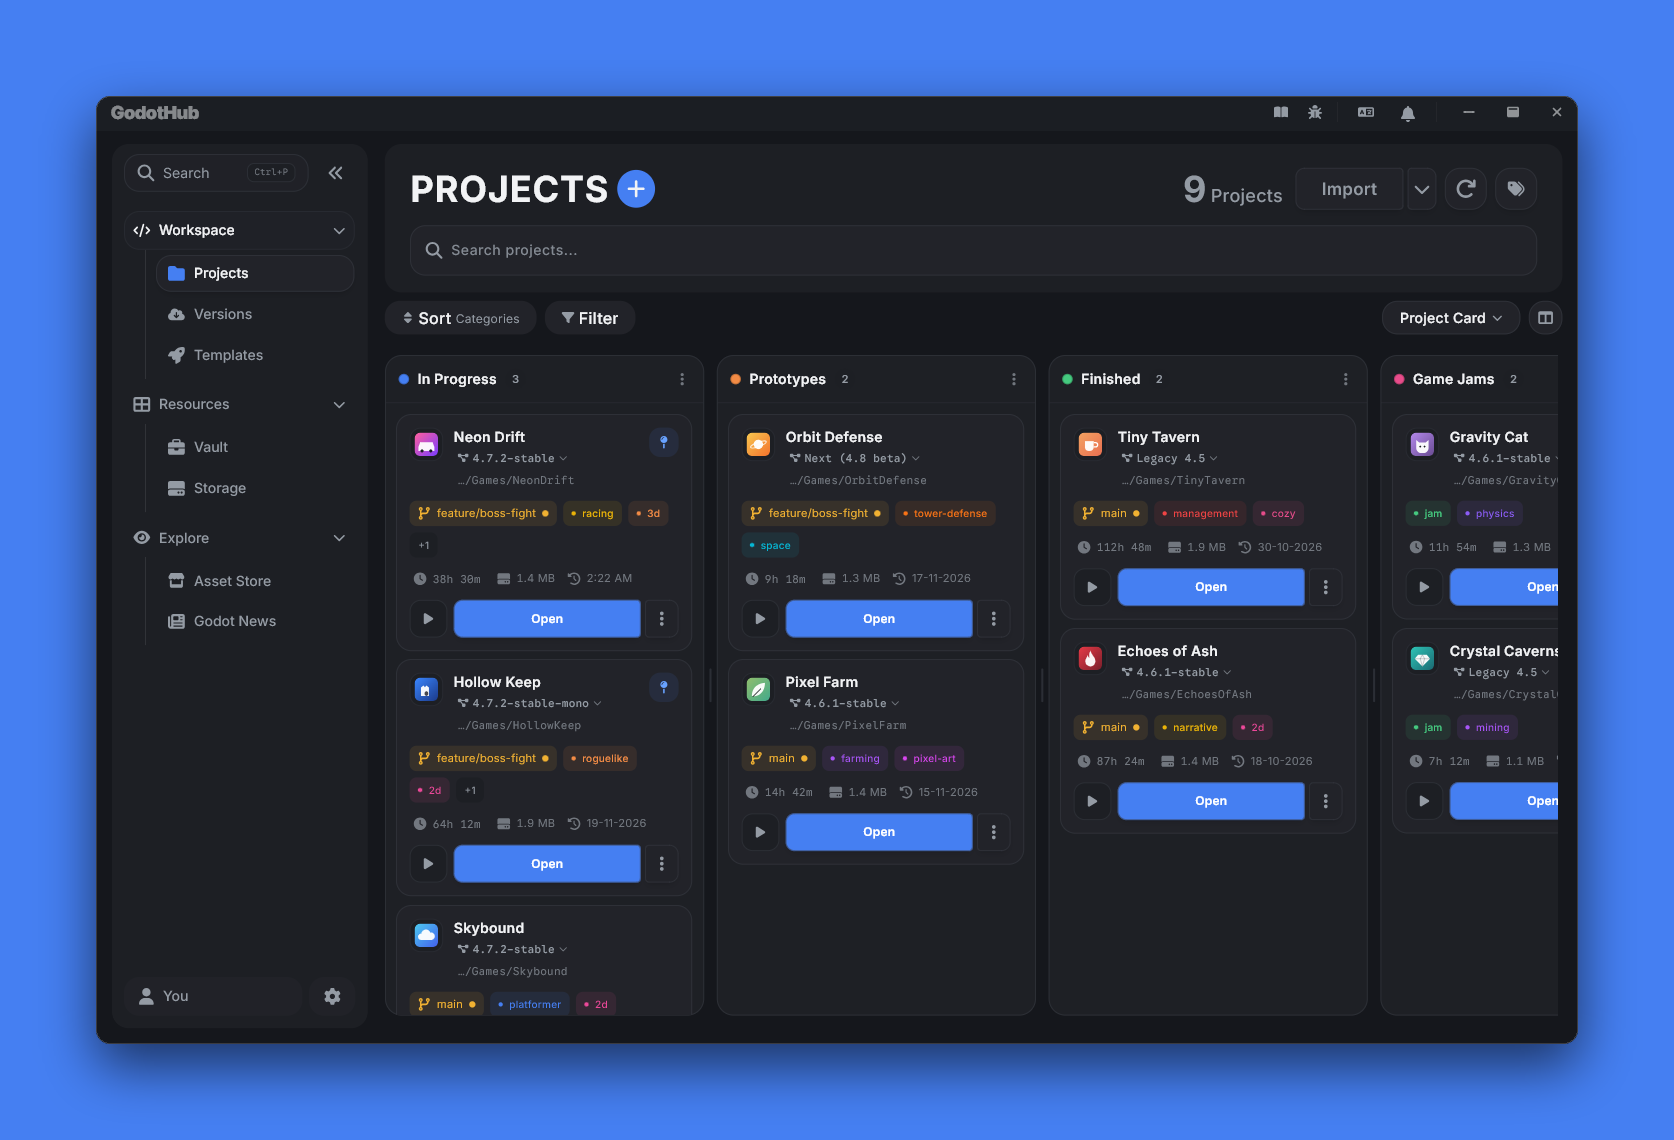 GodotHub
Search Ctrl+P
Workspace
Projects
Versions
Templates
Resources
Vault
Storage
Explore
Asset Store
Godot News
You
PROJECTS
9 Projects
Import
Search projects...
Sort Categories
Filter
Project Card
In Progress 3
Neon Drift
4.7.2-stable
.../Games/NeonDrift
feature/boss-fight racing 3d
+1
38h 30m 1.4 MB 2:22 AM
Open
Hollow Keep
4.7.2-stable-mono
.../Games/HollowKeep
feature/boss-fight roguelike
2d +1
64h 12m 1.9 MB 19-11-2026
Open
Skybound
4.7.2-stable
.../Games/Skybound
main platformer 2d
Prototypes 2
Orbit Defense
Next (4.8 beta)
.../Games/OrbitDefense
feature/boss-fight tower-defense
space
9h 18m 1.3 MB 17-11-2026
Open
Pixel Farm
4.6.1-stable
.../Games/PixelFarm
main farming pixel-art
14h 42m 1.4 MB 15-11-2026
Open
Finished 2
Tiny Tavern
Legacy 4.5
.../Games/TinyTavern
main management cozy
112h 48m 1.9 MB 30-10-2026
Open
Echoes of Ash
4.6.1-stable
.../Games/EchoesOfAsh
main narrative 2d
87h 24m 1.4 MB 18-10-2026
Open
Game Jams 2
Gravity Cat
4.6.1-stable
.../Games/Gravity
jam physics
11h 54m 1.3 MB
Open
Crystal Caverns
Legacy 4.5
.../Games/Crystal
jam mining
7h 12m 1.1 MB
Open